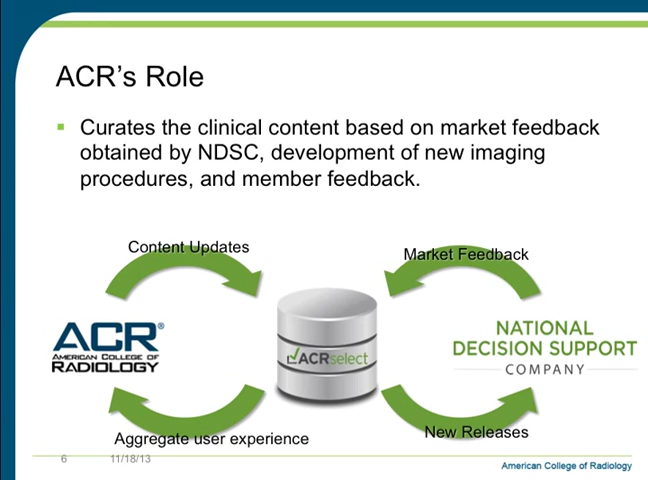 ACR's Role
▪ Curates the clinical content based on market feedback
obtained by NDSC, development of new imaging
procedures, and member feedback.
Content Updates
Market Feedback
ACR®
AMERICAN COLLEGE OF
RADIOLOGY
ACRselect
NATIONAL
DECISION SUPPORT
COMPANY
Aggregate user experience
New Releases
6 11/18/13
American College of Radiology